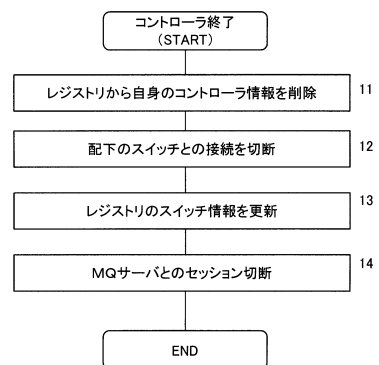 コントローラ終了
(START)
レジストリから自身のコントローラ情報を削除 11
配下のスイッチとの接続を切断 12
レジストリのスイッチ情報を更新 13
MQサーバとのセッション切断 14
END